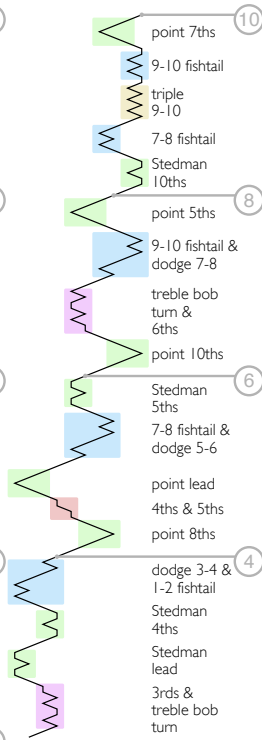 10
point 7ths
9-10 fishtail
triple
9-10
7-8 fishtail
Stedman
10ths
8
point 5ths
9-10 fishtail &
dodge 7-8
treble bob
turn &
6ths
point 10ths
6
Stedman
5ths
7-8 fishtail &
dodge 5-6
point lead
4ths & 5ths
point 8ths
4
dodge 3-4 &
1-2 fishtail
Stedman
4ths
Stedman
lead
3rds &
treble bob
turn